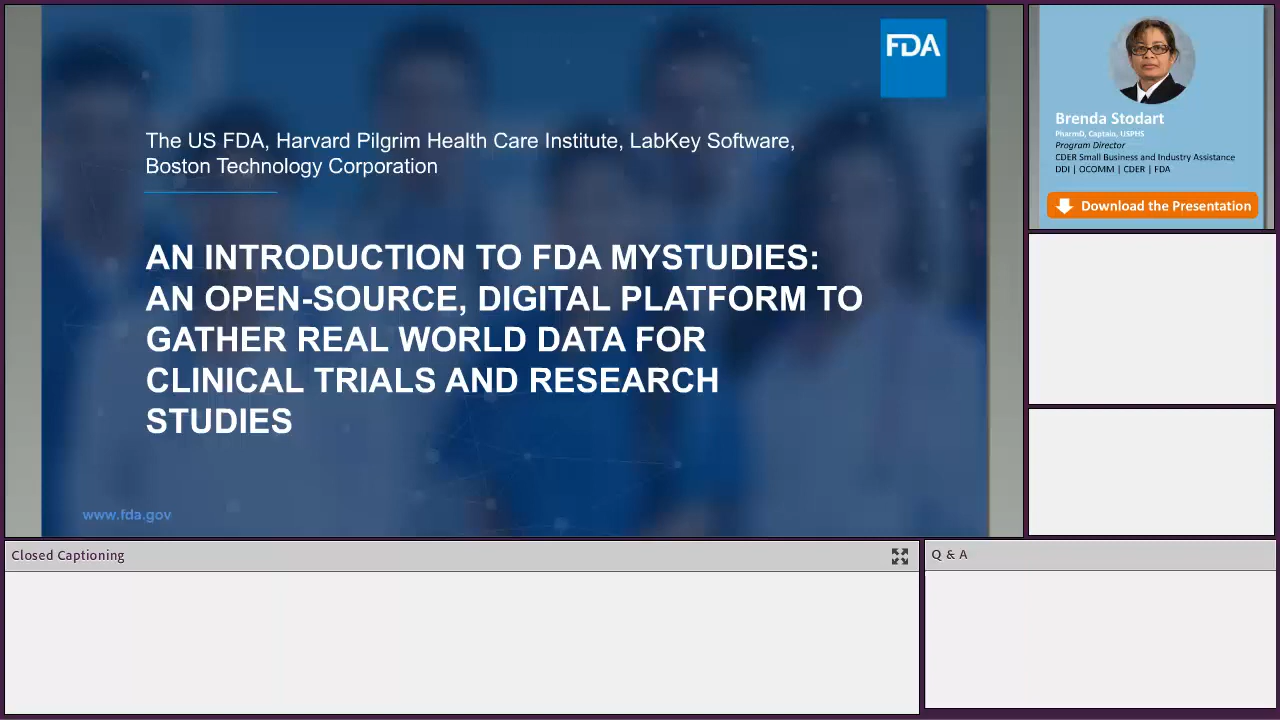 FDA
The US FDA, Harvard Pilgrim Health Care Institute, LabKey Software,
Boston Technology Corporation
AN INTRODUCTION TO FDA MYSTUDIES:
AN OPEN-SOURCE, DIGITAL PLATFORM TO
GATHER REAL WORLD DATA FOR
CLINICAL TRIALS AND RESEARCH
STUDIES
www.fda.gov
Brenda Stodart
PharmD, Captain, USPHS
Program Director
CDER Small Business and Industry Assistance
DDI | OCOMM | CDER | FDA
Download the Presentation
Closed Captioning
Q & A